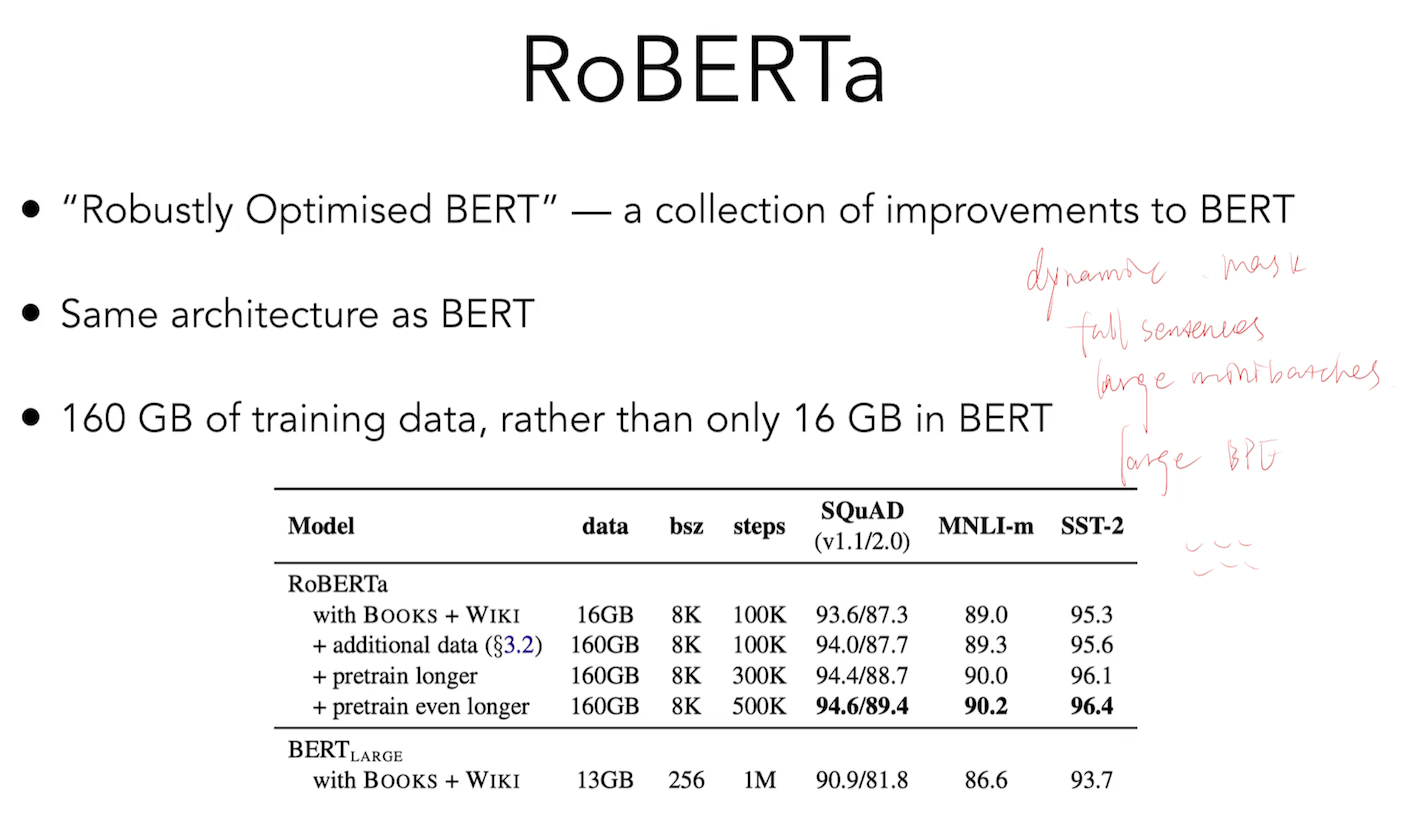 RoBERTa
• “Robustly Optimised BERT” — a collection of improvements to BERT
dynamic mask
• Same architecture as BERT
full sentences
large minibatches
• 160 GB of training data, rather than only 16 GB in BERT
large BPE
Model data bsz steps SQuAD (v1.1/2.0) MNLI-m SST-2
RoBERTa
with BOOKS + WIKI 16GB 8K 100K 93.6/87.3 89.0 95.3
+ additional data (§3.2) 160GB 8K 100K 94.0/87.7 89.3 95.6
+ pretrain longer 160GB 8K 300K 94.4/88.7 90.0 96.1
+ pretrain even longer 160GB 8K 500K 94.6/89.4 90.2 96.4
BERT LARGE
with BOOKS + WIKI 13GB 256 1M 90.9/81.8 86.6 93.7